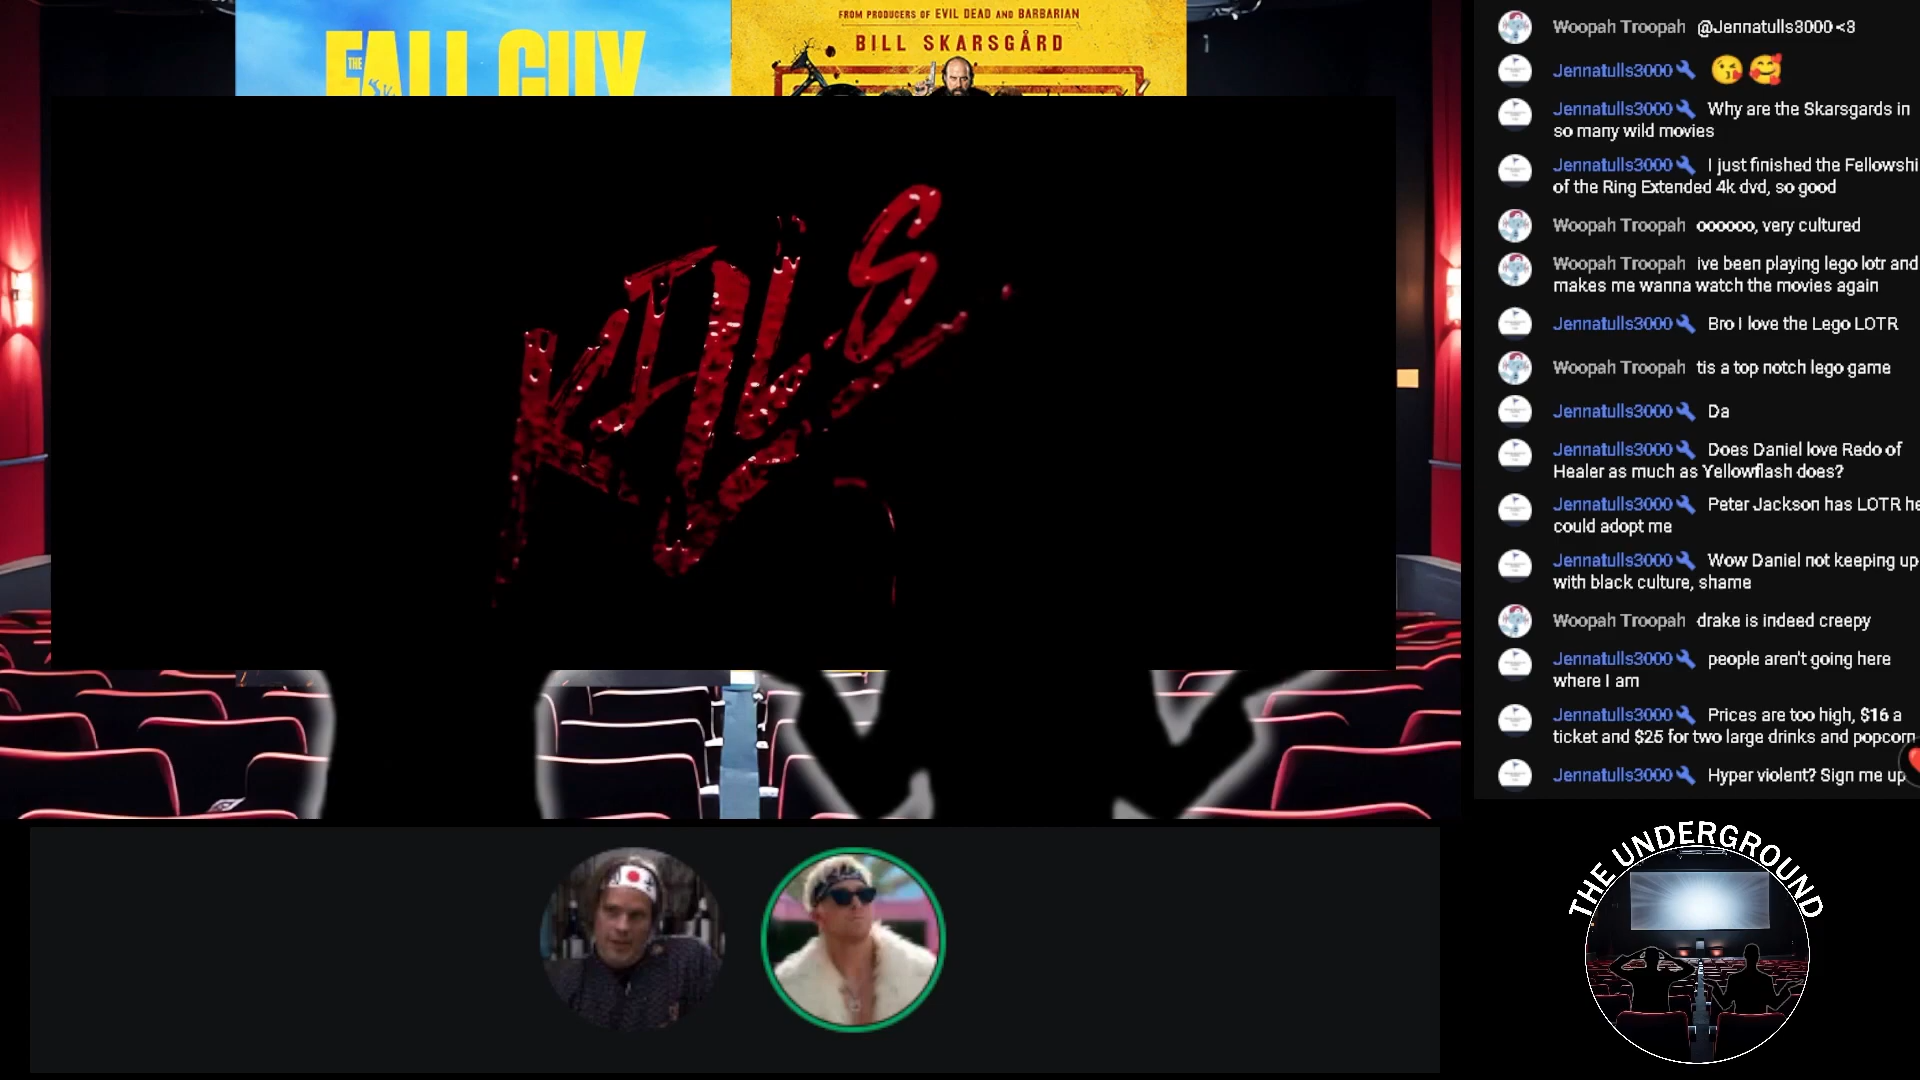 THE
FALL GUY
FROM PRODUCERS OF EVIL DEAD AND BARBARIAN
BILL SKARSGÅRD
KILLS
Woopah Troopah @Jennatulls3000 <3
Jennatulls3000 😘🥰
Jennatulls3000 Why are the Skarsgards in
so many wild movies
Jennatulls3000 I just finished the Fellowshi
of the Ring Extended 4k dvd, so good
Woopah Troopah oooooo, very cultured
Woopah Troopah ive been playing lego lotr and
makes me wanna watch the movies again
Jennatulls3000 Bro I love the Lego LOTR
Woopah Troopah tis a top notch lego game
Jennatulls3000 Da
Jennatulls3000 Does Daniel love Redo of
Healer as much as Yellowflash does?
Jennatulls3000 Peter Jackson has LOTR he
could adopt me
Jennatulls3000 Wow Daniel not keeping up
with black culture, shame
Woopah Troopah drake is indeed creepy
Jennatulls3000 people aren't going here
where I am
Jennatulls3000 Prices are too high, $16 a
ticket and $25 for two large drinks and popcorn
Jennatulls3000 Hyper violent? Sign me up
THE UNDERGROUND